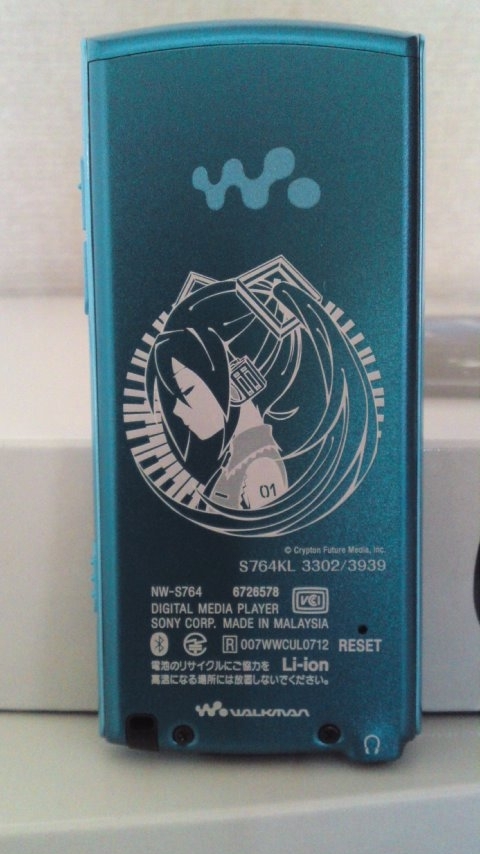 01
© Crypton Future Media, Inc.
S764KL 3302/3939
NW-S764 6726578 VCCI
DIGITAL MEDIA PLAYER
SONY CORP. MADE IN MALAYSIA
R 007WWCUL0712 RESET
電池のリサイクルにご協力を Li-ion
高温になる場所には放置しないでください。
WALKMAN